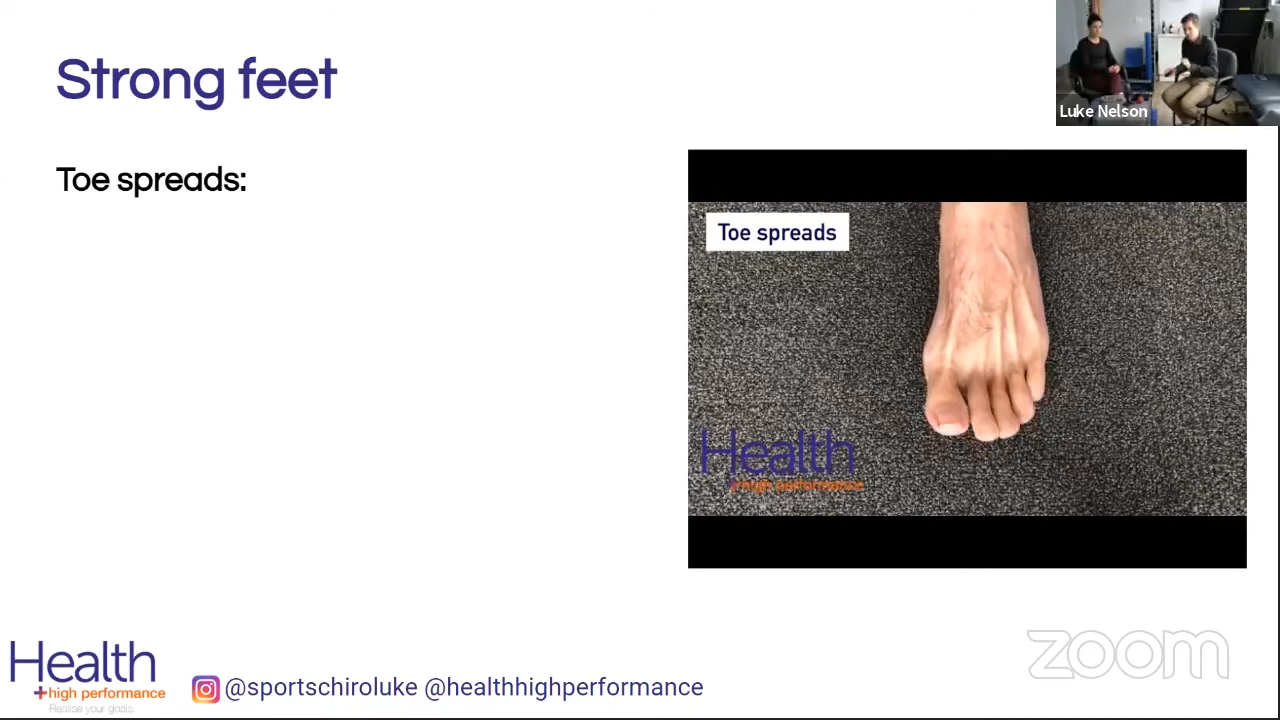 Strong feet
Luke Nelson
Toe spreads:
Toe spreads
Health
+high performance
Health
+high performance
Realise your goals.
@sportschiroluke @healthhighperformance
zoom